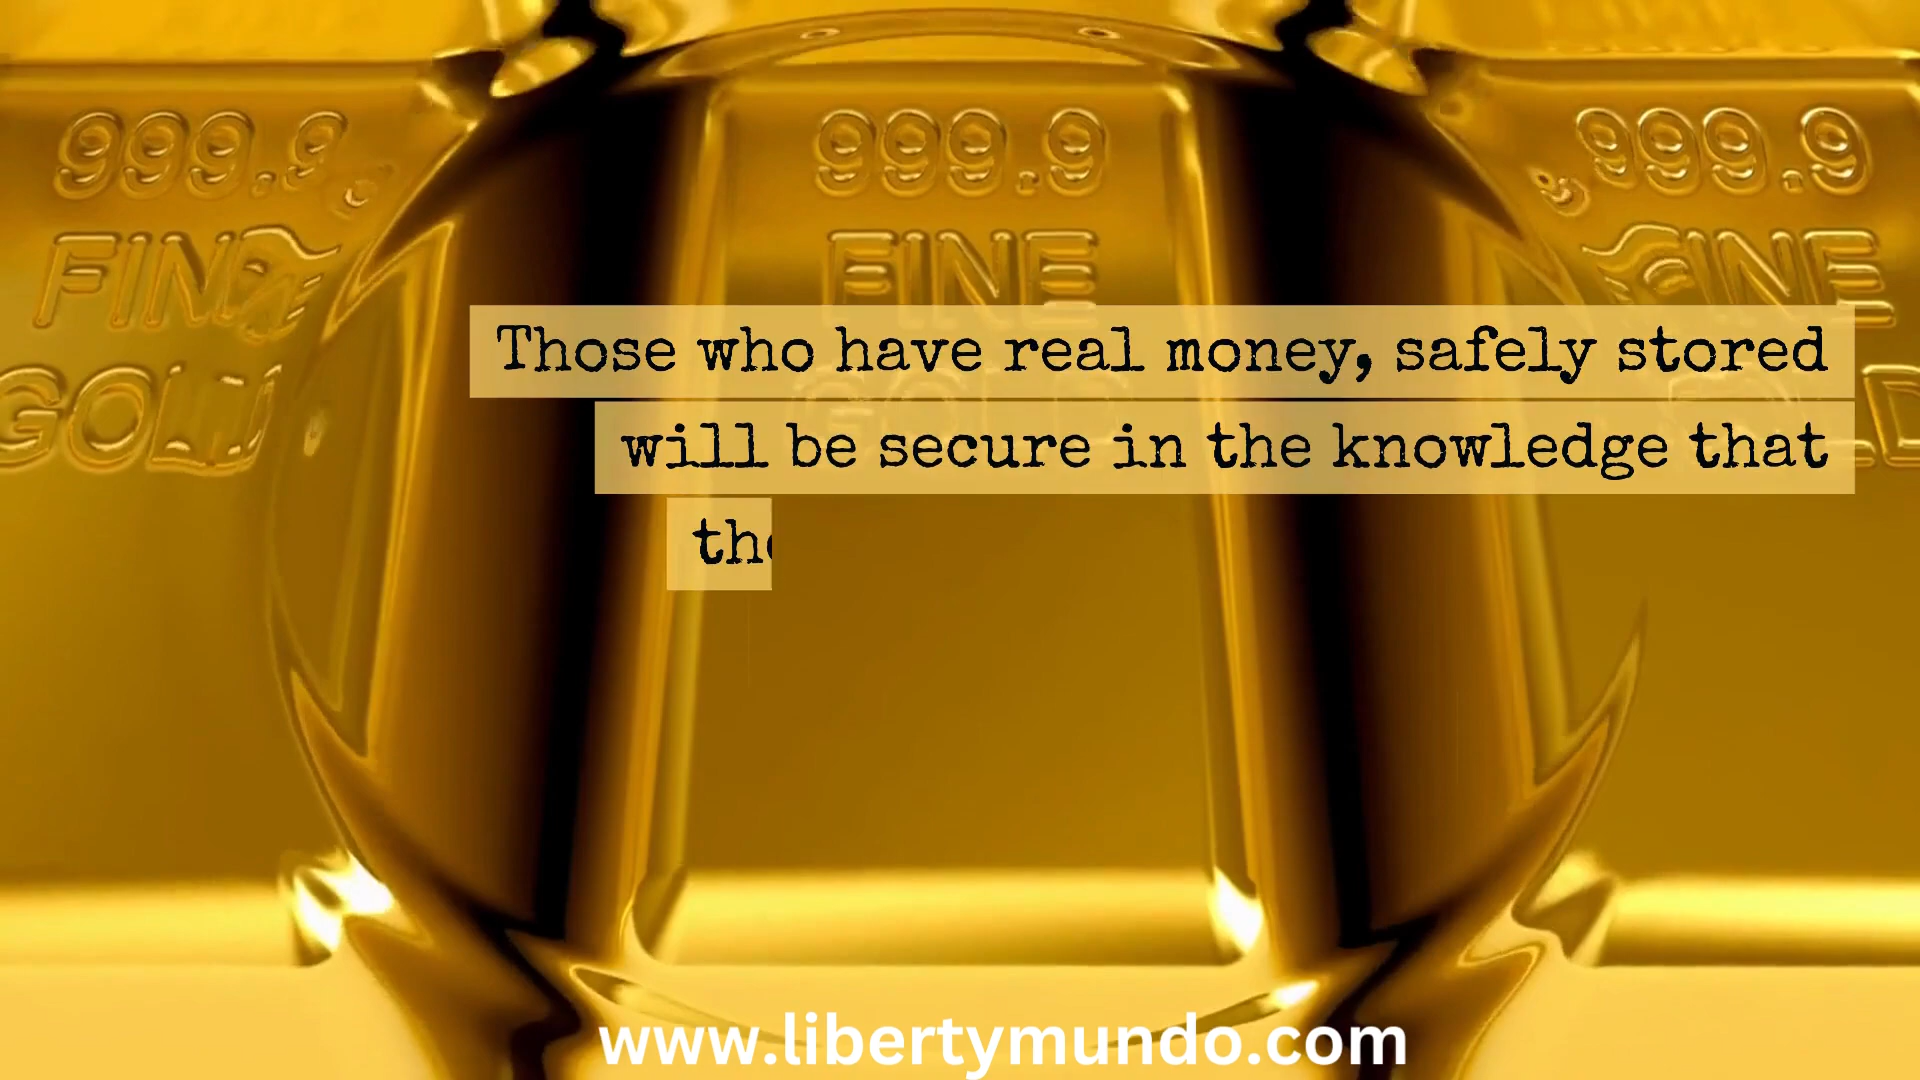 999.9
999.9
999.9
FINE
FINE
GOLD
Those who have real money, safely stored
will be secure in the knowledge that
www.libertymundo.com